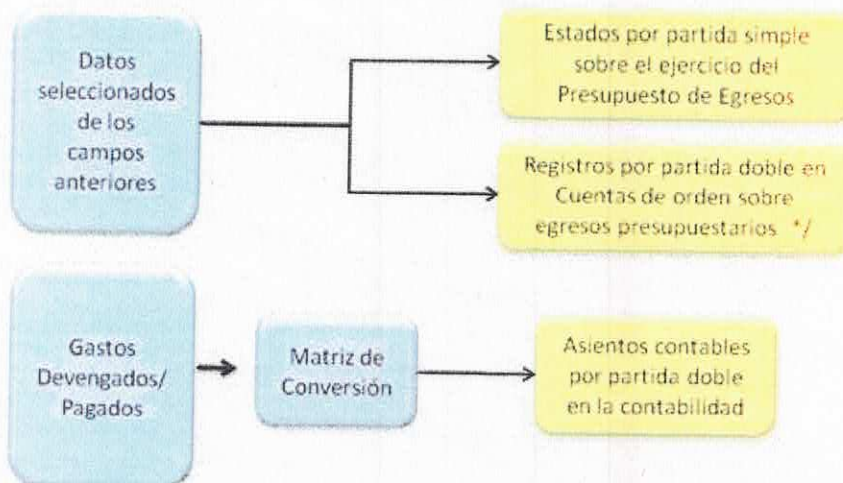 Datos
seleccionados
de los
campos
anteriores
Estados por partida simple
sobre el ejercicio del
Presupuesto de Egresos
Registros por partida doble en
Cuentas de orden sobre
egresos presupuestarios */
Gastos
Devengados/
Pagados
Matriz de
Conversión
Asientos contables
por partida doble
en la contabilidad